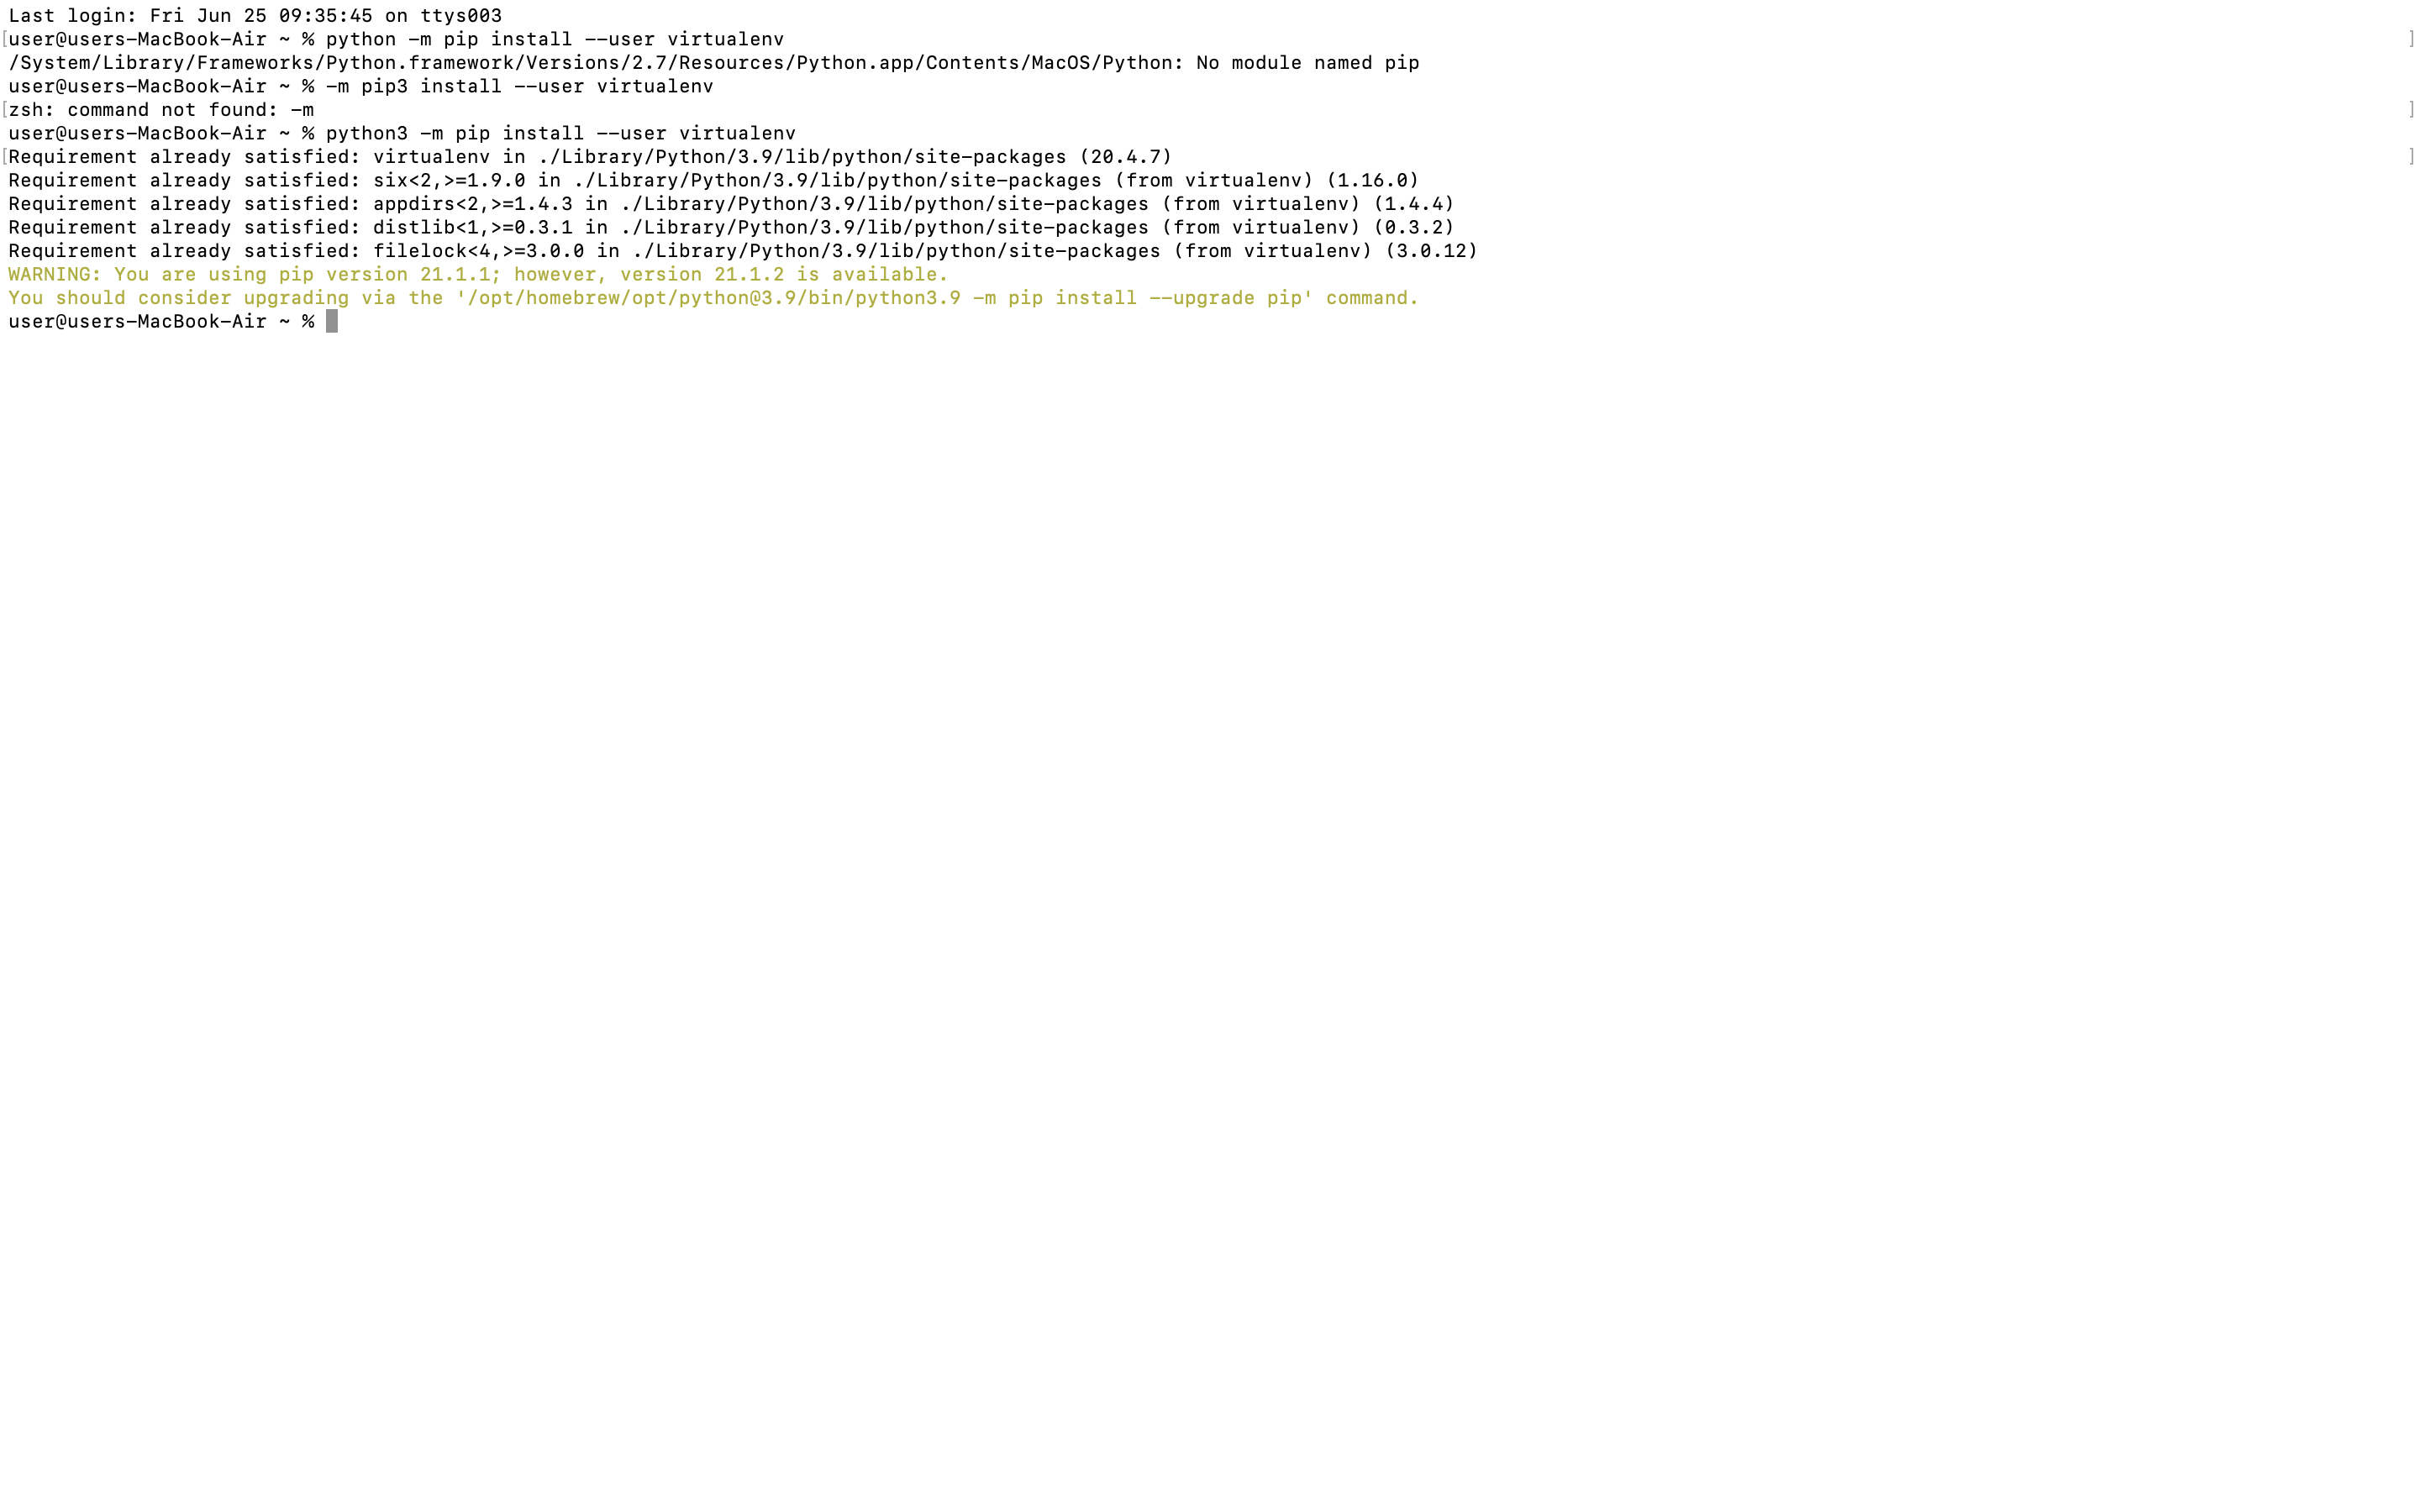 Last login: Fri Jun 25 09:35:45 on ttys003
[user@users-MacBook-Air ~ % python -m pip install --user virtualenv ]
/System/Library/Frameworks/Python.framework/Versions/2.7/Resources/Python.app/Contents/MacOS/Python: No module named pip
user@users-MacBook-Air ~ % -m pip3 install --user virtualenv
[zsh: command not found: -m ]
user@users-MacBook-Air ~ % python3 -m pip install --user virtualenv
[Requirement already satisfied: virtualenv in ./Library/Python/3.9/lib/python/site-packages (20.4.7) ]
Requirement already satisfied: six<2,>=1.9.0 in ./Library/Python/3.9/lib/python/site-packages (from virtualenv) (1.16.0)
Requirement already satisfied: appdirs<2,>=1.4.3 in ./Library/Python/3.9/lib/python/site-packages (from virtualenv) (1.4.4)
Requirement already satisfied: distlib<1,>=0.3.1 in ./Library/Python/3.9/lib/python/site-packages (from virtualenv) (0.3.2)
Requirement already satisfied: filelock<4,>=3.0.0 in ./Library/Python/3.9/lib/python/site-packages (from virtualenv) (3.0.12)
WARNING: You are using pip version 21.1.1; however, version 21.1.2 is available.
You should consider upgrading via the '/opt/homebrew/opt/python@3.9/bin/python3.9 -m pip install --upgrade pip' command.
user@users-MacBook-Air ~ %